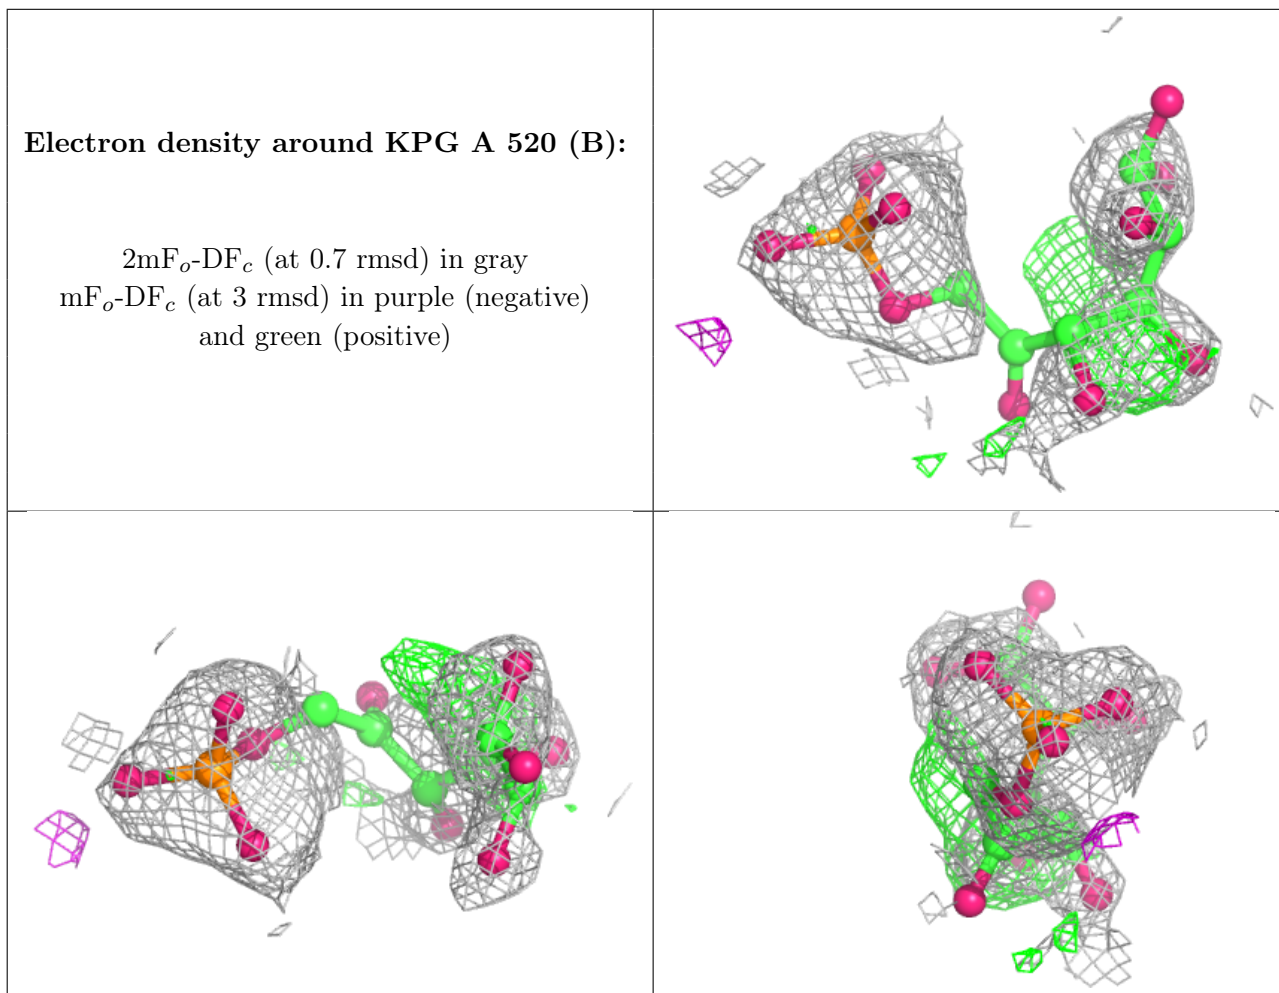 Electron density around KPG A 520 (B):
2mFo-DFc (at 0.7 rmsd) in gray
mFo-DFc (at 3 rmsd) in purple (negative)
and green (positive)